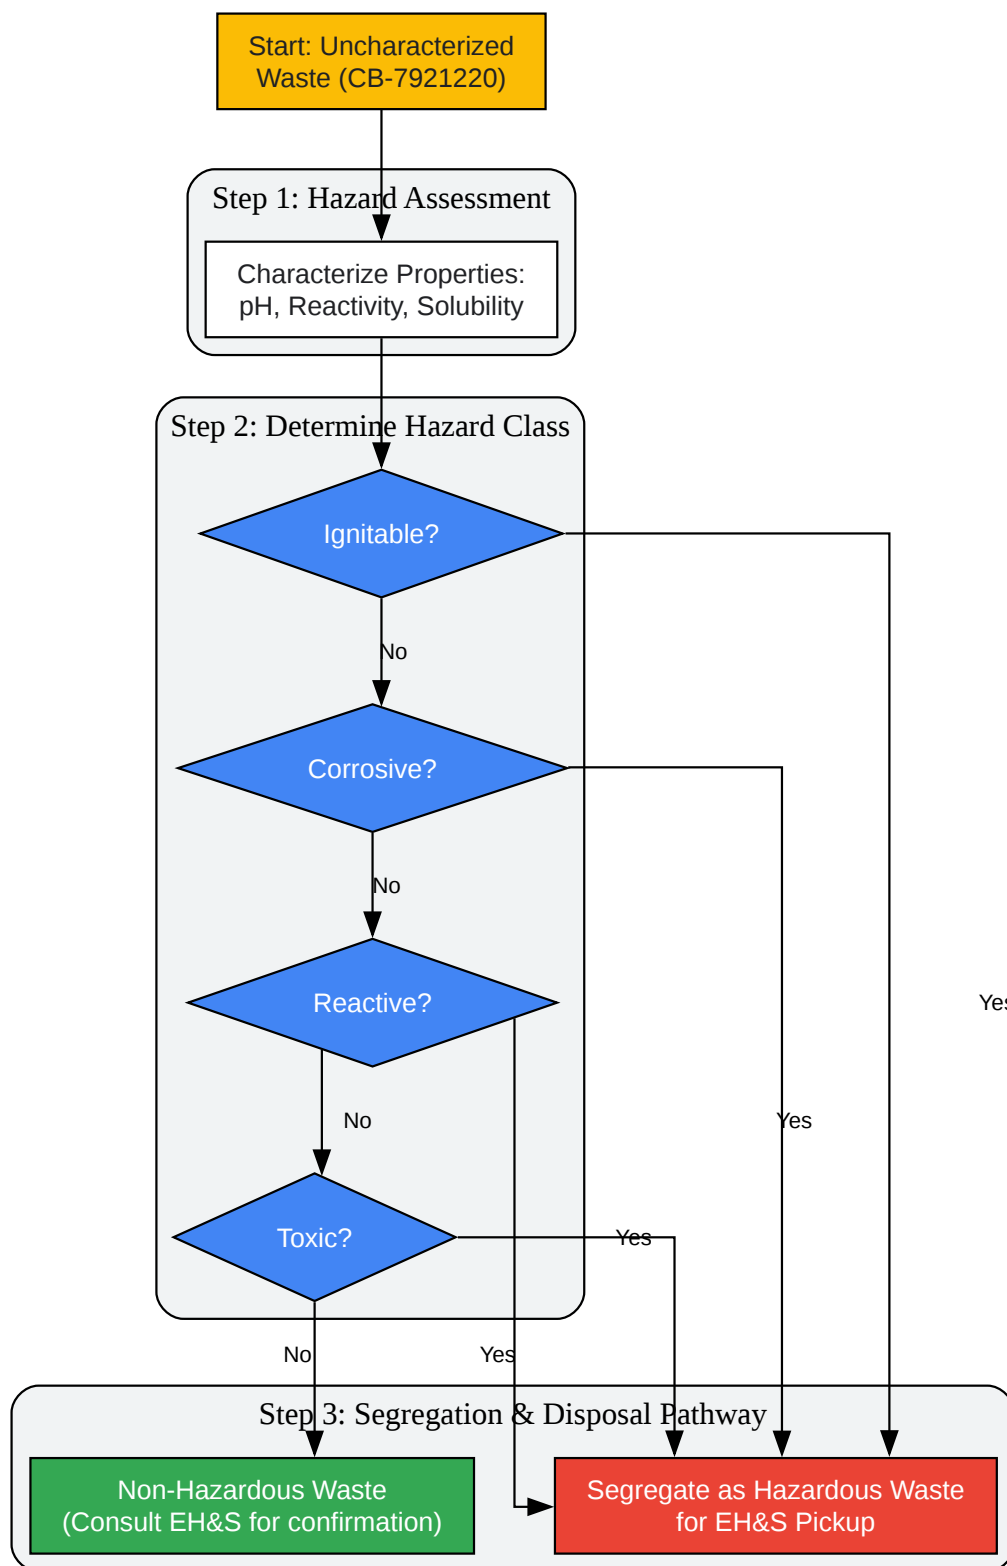 Start: Uncharacterized
Waste (CB-7921220)
Step 1: Hazard Assessment
Characterize Properties:
pH, Reactivity, Solubility
Step 2: Determine Hazard Class
Ignitable?
No
Corrosive?
No
Reactive?
Yes
No
Yes
Toxic?
Yes
No
Yes
Step 3: Segregation & Disposal Pathway
Non-Hazardous Waste
(Consult EH&S for confirmation)
Segregate as Hazardous Waste
for EH&S Pickup